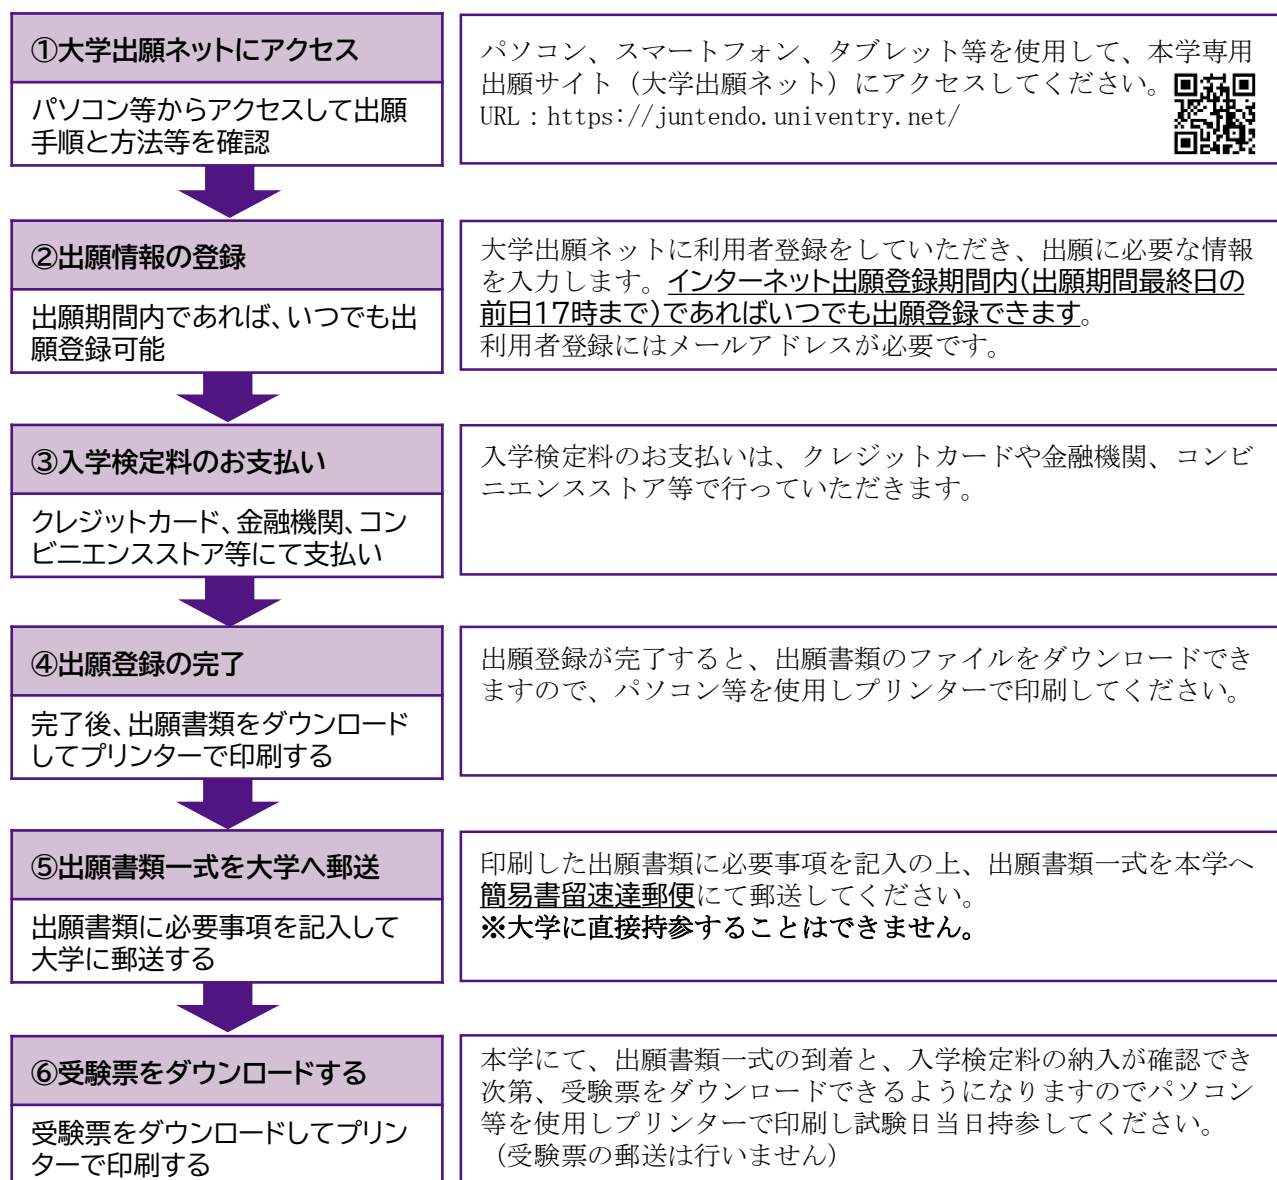 ①大学出願ネットにアクセス
パソコン等からアクセスして出願
手順と方法等を確認
パソコン、スマートフォン、タブレット等を使用して、本学専用
出願サイト（大学出願ネット）にアクセスしてください。
URL：https://juntendo.univentry.net/
②出願情報の登録
出願期間内であれば、いつでも出
願登録可能
大学出願ネットに利用者登録をしていただき、出願に必要な情報
を入力します。インターネット出願登録期間内(出願期間最終日の
前日17時まで)であればいつでも出願登録できます。
利用者登録にはメールアドレスが必要です。
③入学検定料のお支払い
クレジットカード、金融機関、コン
ビニエンスストア等にて支払い
入学検定料のお支払いは、クレジットカードや金融機関、コンビ
ニエンスストア等で行っていただきます。
④出願登録の完了
完了後、出願書類をダウンロード
してプリンターで印刷する
出願登録が完了すると、出願書類のファイルをダウンロードでき
ますので、パソコン等を使用しプリンターで印刷してください。
⑤出願書類一式を大学へ郵送
出願書類に必要事項を記入して
大学に郵送する
印刷した出願書類に必要事項を記入の上、出願書類一式を本学へ
簡易書留速達郵便にて郵送してください。
※大学に直接持参することはできません。
⑥受験票をダウンロードする
受験票をダウンロードしてプリン
ターで印刷する
本学にて、出願書類一式の到着と、入学検定料の納入が確認でき
次第、受験票をダウンロードできるようになりますのでパソコン
等を使用しプリンターで印刷し試験日当日持参してください。
（受験票の郵送は行いません）